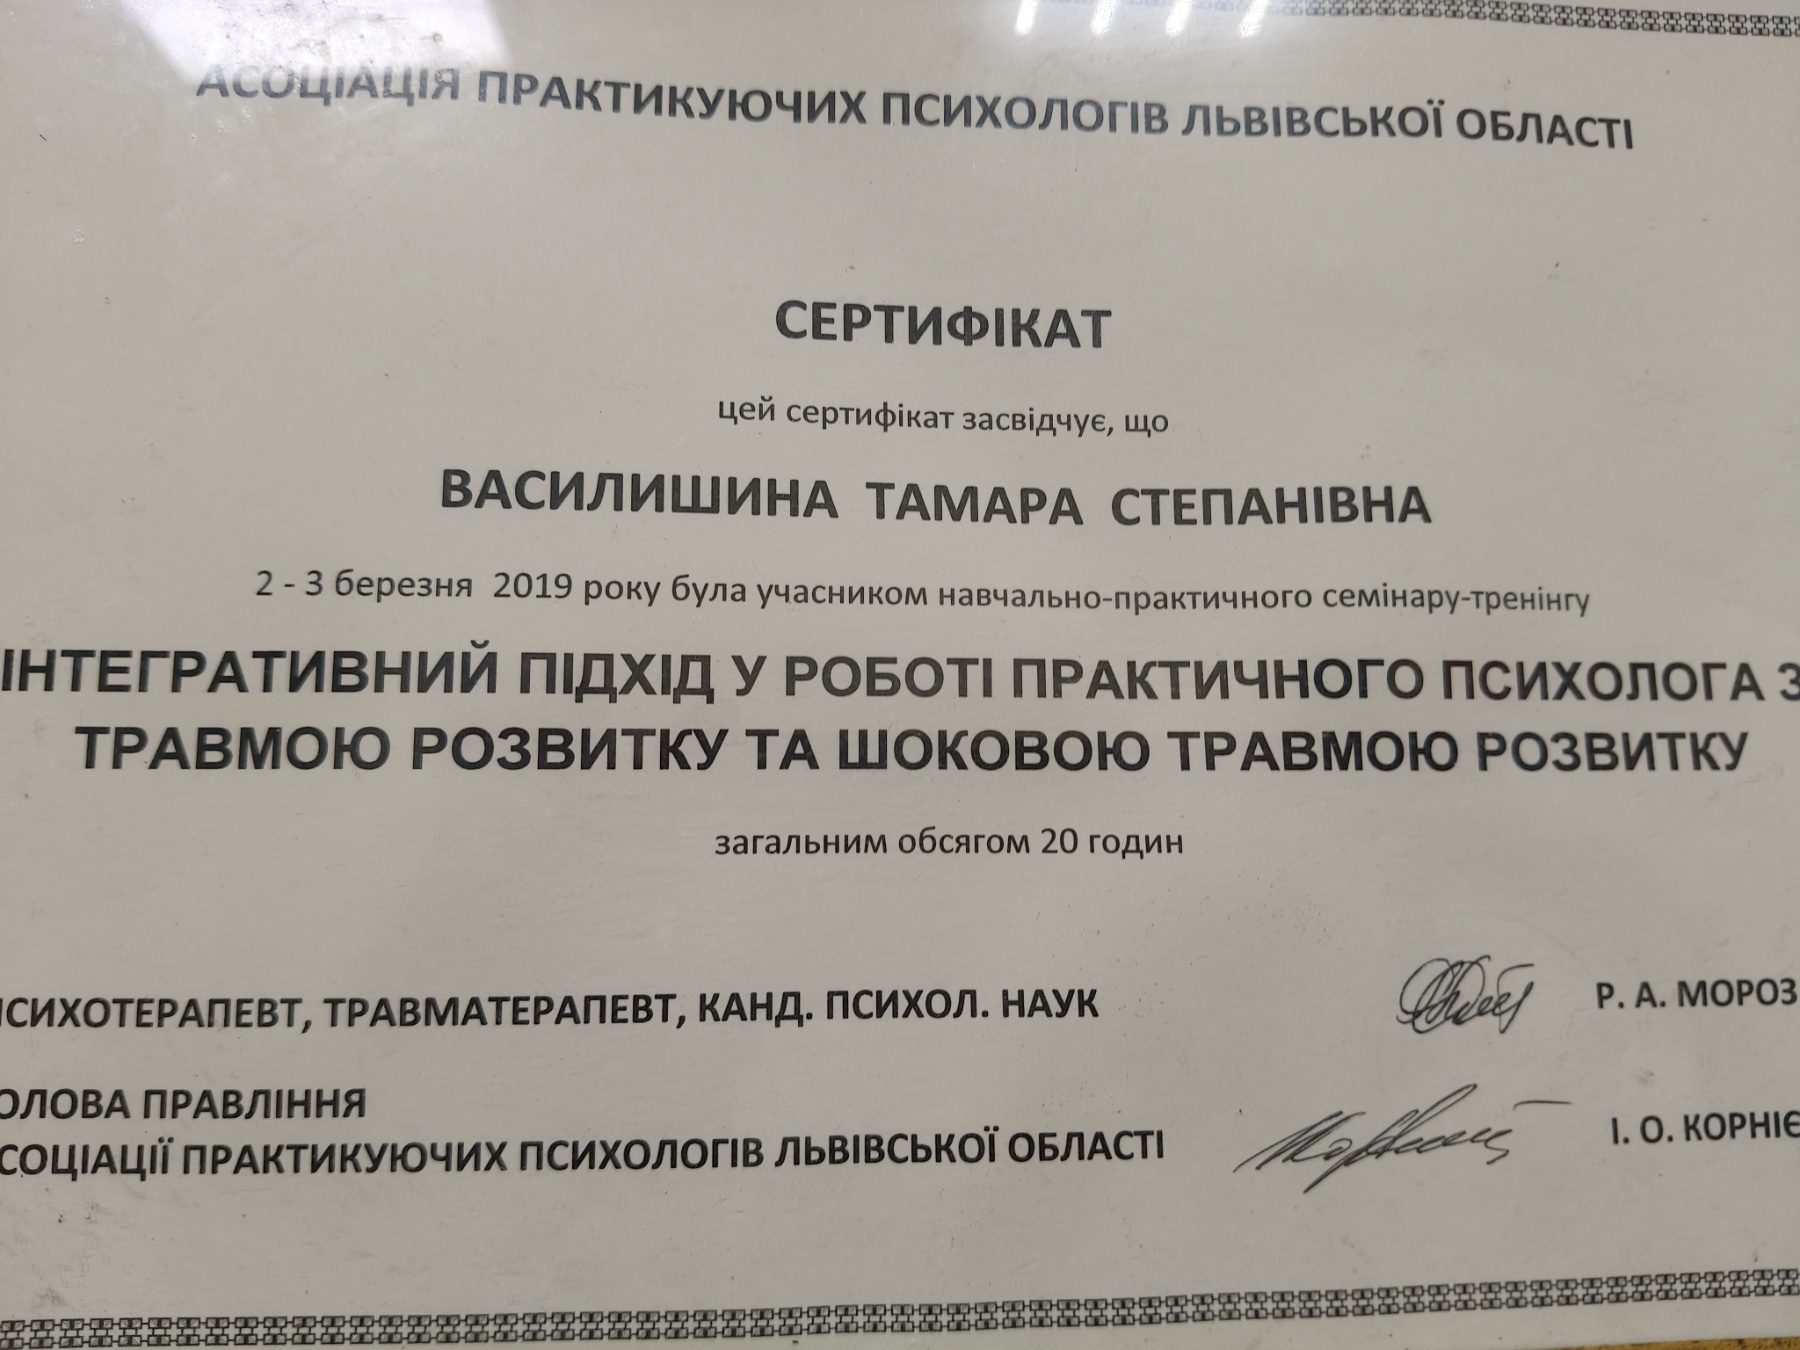 АСОЦІАЦІЯ ПРАКТИКУЮЧИХ ПСИХОЛОГІВ ЛЬВІВСЬКОЇ ОБЛАСТІ
СЕРТИФІКАТ
цей сертифікат засвідчує, що
ВАСИЛИШИНА ТАМАРА СТЕПАНІВНА
2 - 3 березня 2019 року була учасником навчально-практичного семінару-тренінгу
ІНТЕГРАТИВНИЙ ПІДХІД У РОБОТІ ПРАКТИЧНОГО ПСИХОЛОГА З
ТРАВМОЮ РОЗВИТКУ ТА ШОКОВОЮ ТРАВМОЮ РОЗВИТКУ
загальним обсягом 20 годин
ПСИХОТЕРАПЕВТ, ТРАВМАТЕРАПЕВТ, КАНД. ПСИХОЛ. НАУК Р. А. МОРОЗ
ОЛОВА ПРАВЛІННЯ
СОЦІАЦІЇ ПРАКТИКУЮЧИХ ПСИХОЛОГІВ ЛЬВІВСЬКОЇ ОБЛАСТІ І. О. КОРНІЄ